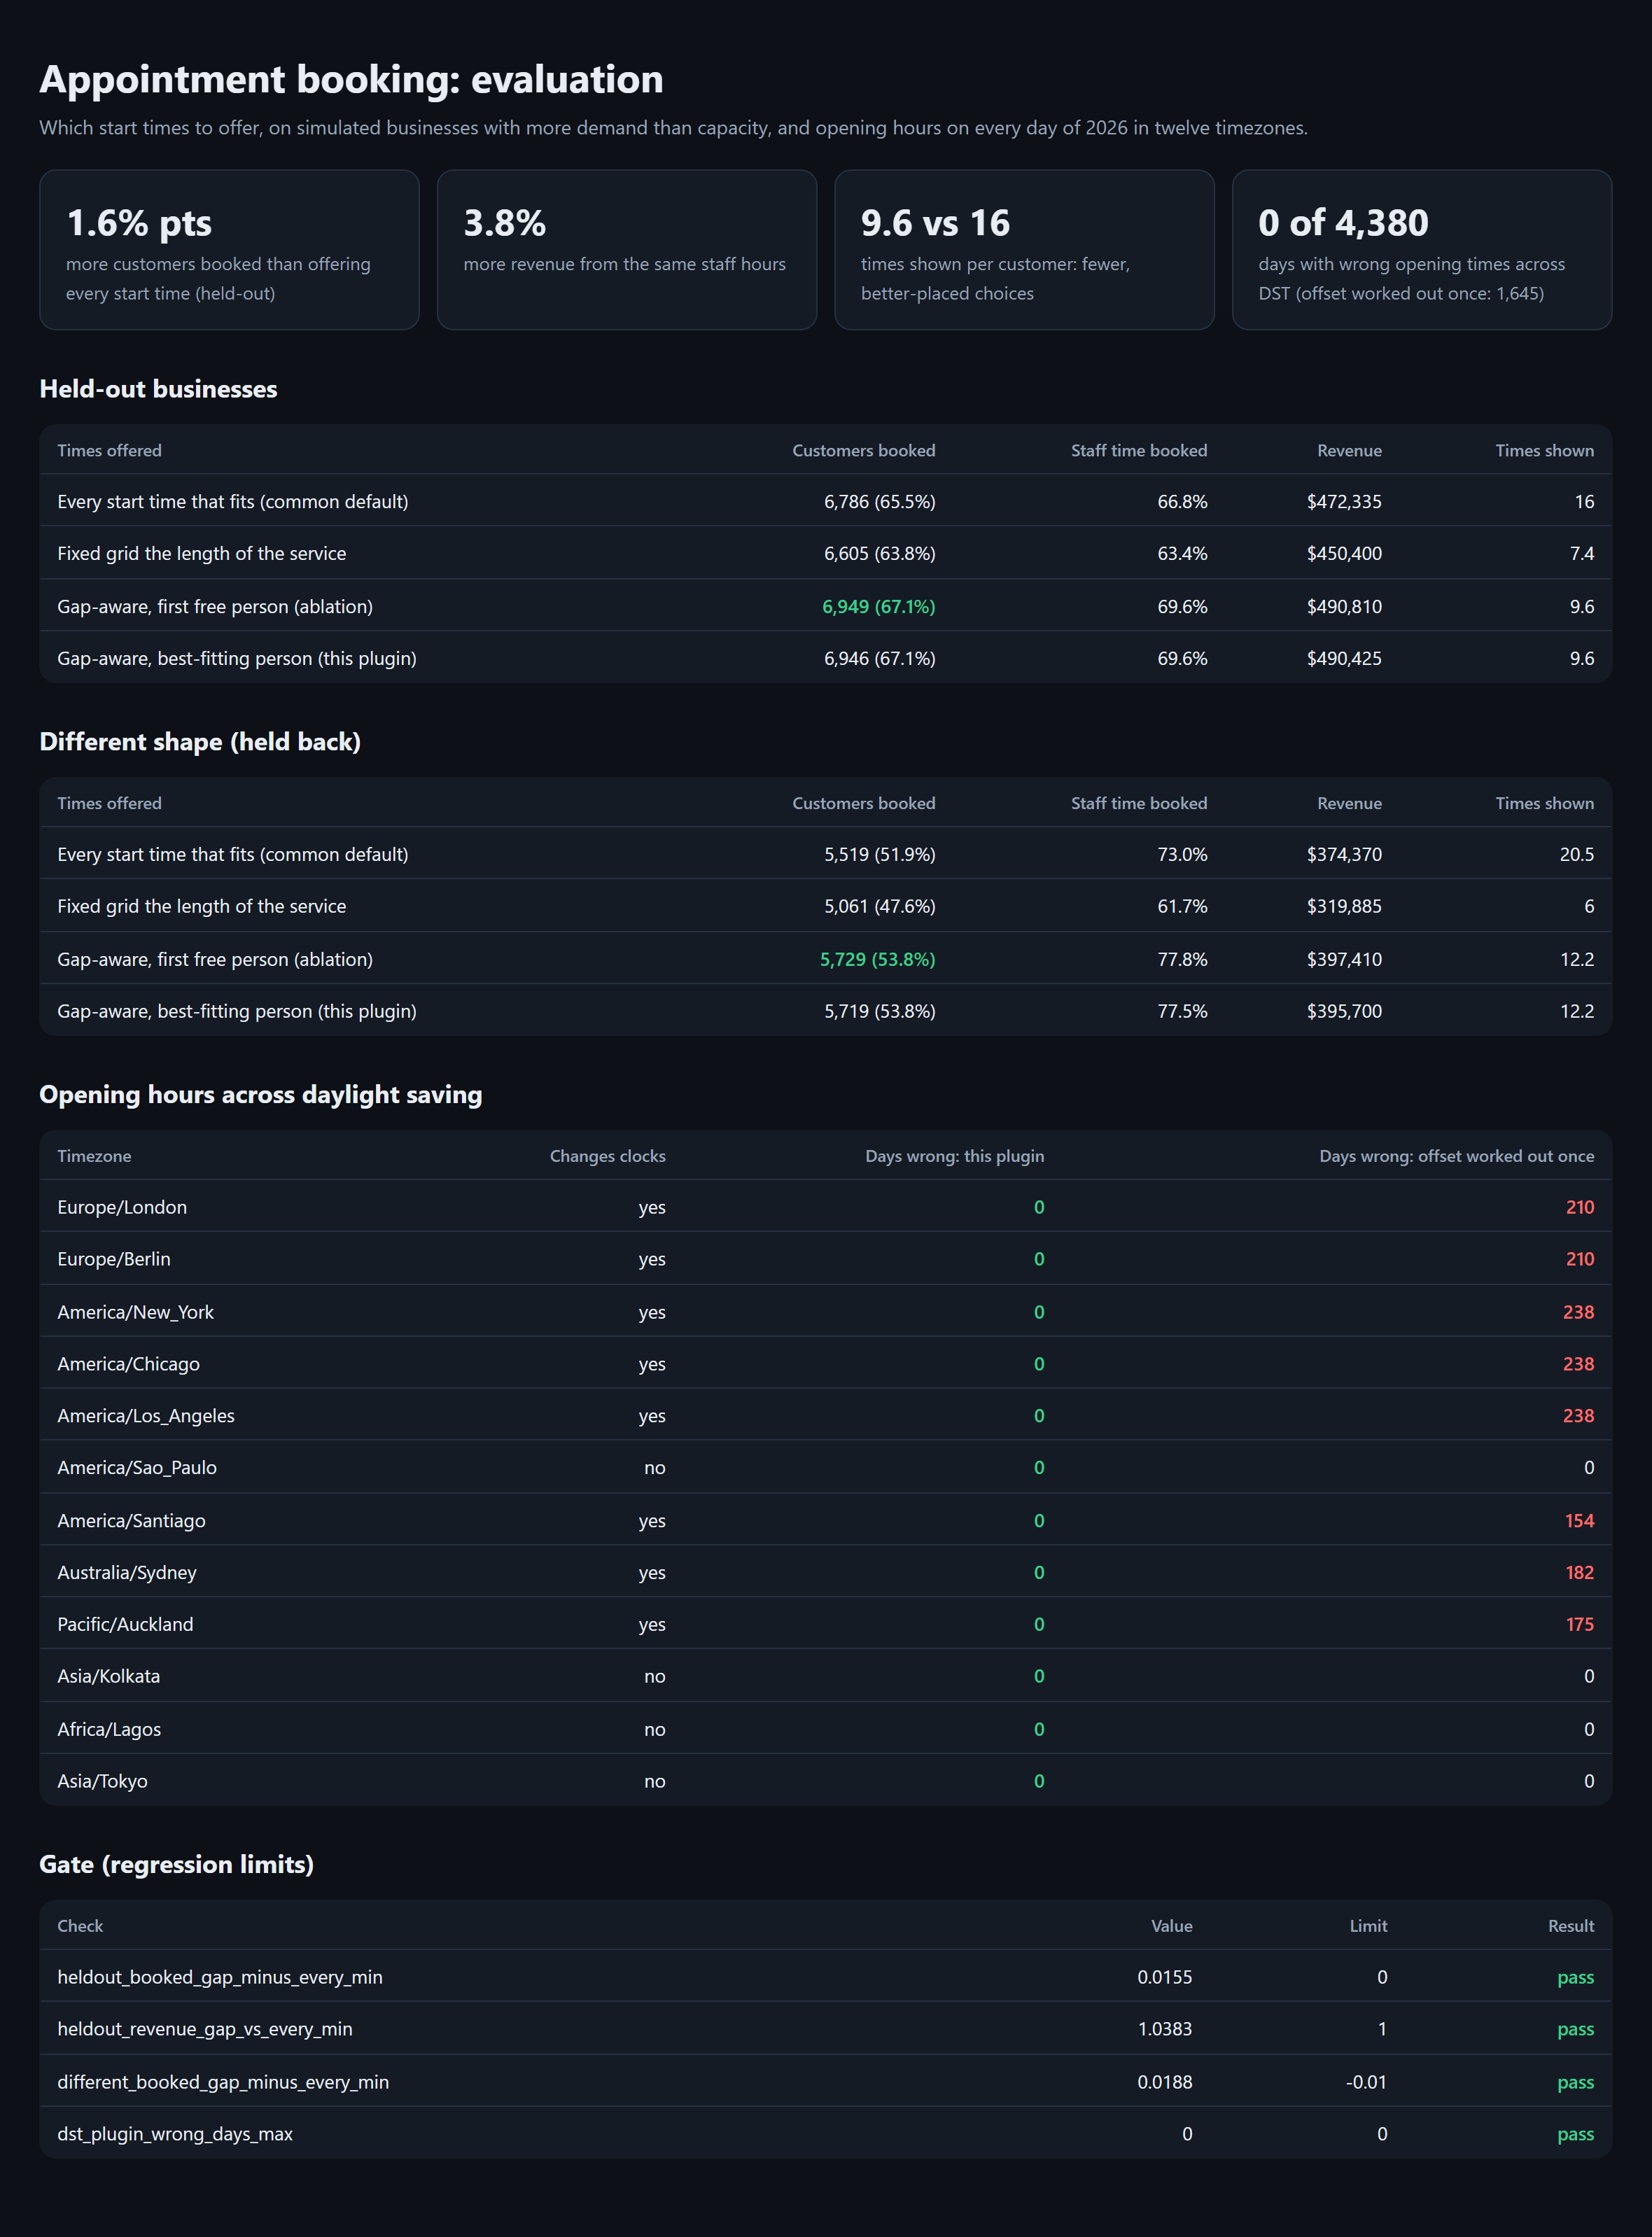 Appointment booking: evaluation
Which start times to offer, on simulated businesses with more demand than capacity, and opening hours on every day of 2026 in twelve timezones.
1.6% pts
more customers booked than offering
every start time (held-out)
3.8%
more revenue from the same staff hours
9.6 vs 16
times shown per customer: fewer,
better-placed choices
0 of 4,380
days with wrong opening times across
DST (offset worked out once: 1,645)
Held-out businesses
Times offered Customers booked Staff time booked Revenue Times shown
Every start time that fits (common default) 6,786 (65.5%) 66.8% $472,335 16
Fixed grid the length of the service 6,605 (63.8%) 63.4% $450,400 7.4
Gap-aware, first free person (ablation) 6,949 (67.1%) 69.6% $490,810 9.6
Gap-aware, best-fitting person (this plugin) 6,946 (67.1%) 69.6% $490,425 9.6
Different shape (held back)
Times offered Customers booked Staff time booked Revenue Times shown
Every start time that fits (common default) 5,519 (51.9%) 73.0% $374,370 20.5
Fixed grid the length of the service 5,061 (47.6%) 61.7% $319,885 6
Gap-aware, first free person (ablation) 5,729 (53.8%) 77.8% $397,410 12.2
Gap-aware, best-fitting person (this plugin) 5,719 (53.8%) 77.5% $395,700 12.2
Opening hours across daylight saving
Timezone Changes clocks Days wrong: this plugin Days wrong: offset worked out once
Europe/London yes 0 210
Europe/Berlin yes 0 210
America/New_York yes 0 238
America/Chicago yes 0 238
America/Los_Angeles yes 0 238
America/Sao_Paulo no 0 0
America/Santiago yes 0 154
Australia/Sydney yes 0 182
Pacific/Auckland yes 0 175
Asia/Kolkata no 0 0
Africa/Lagos no 0 0
Asia/Tokyo no 0 0
Gate (regression limits)
Check Value Limit Result
heldout_booked_gap_minus_every_min 0.0155 0 pass
heldout_revenue_gap_vs_every_min 1.0383 1 pass
different_booked_gap_minus_every_min 0.0188 -0.01 pass
dst_plugin_wrong_days_max 0 0 pass